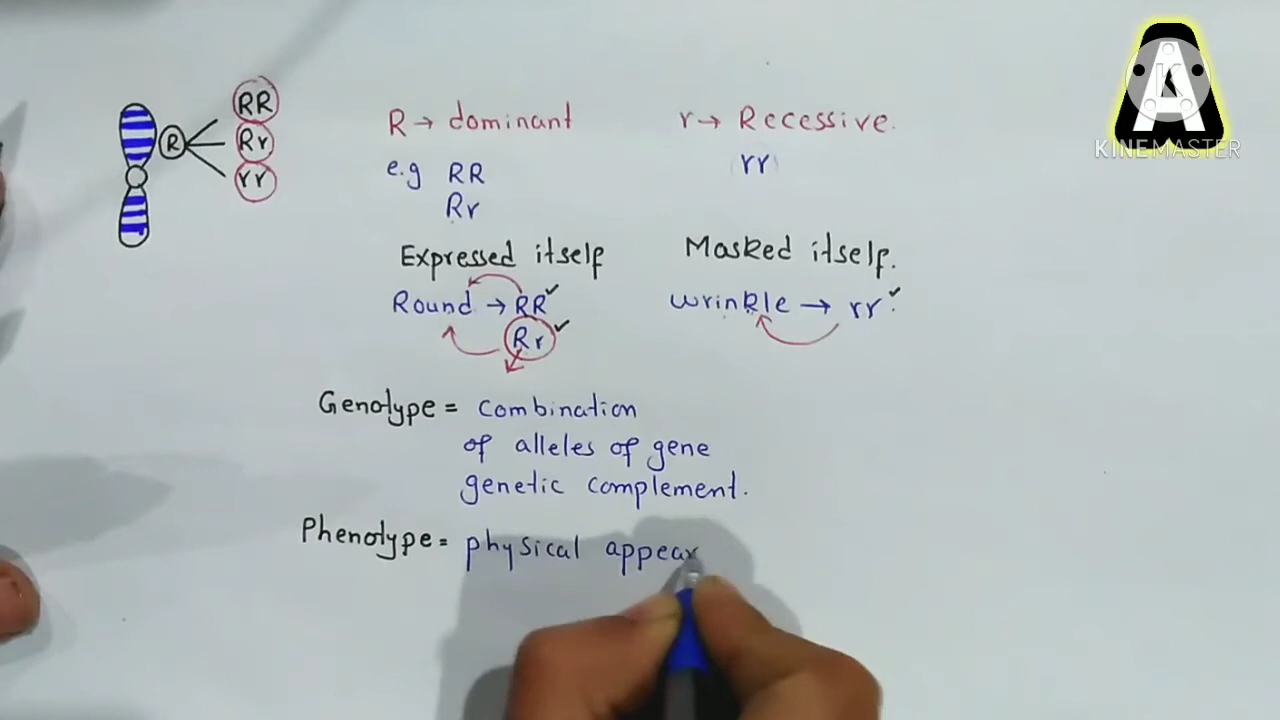 RR
R Rr
rr
R → dominant
e.g RR
Rr
Expressed itself
Round → RR
Rr
r → Recessive.
rr
Masked itself.
wrinkle → rr
Genotype = combination
of alleles of gene
genetic complement.
Phenotype = physical appear
A
K
KINEMASTER